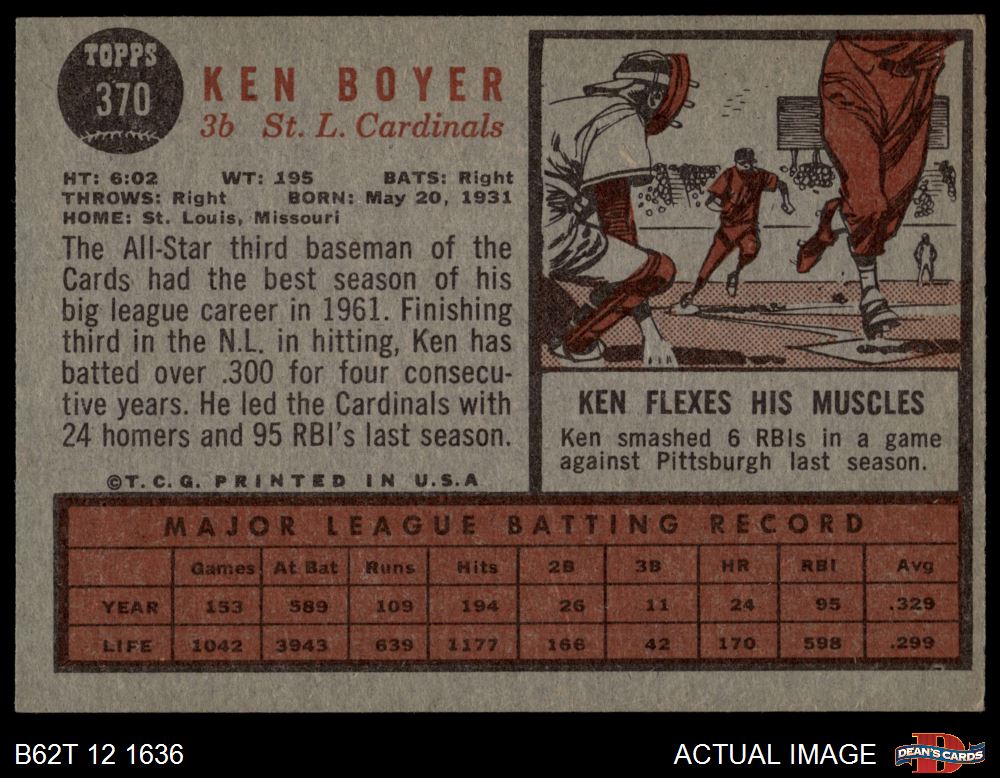 TOPPS
370
KEN BOYER
3b St. L. Cardinals
HT: 6:02 WT: 195 BATS: Right
THROWS: Right BORN: May 20, 1931
HOME: St. Louis, Missouri
The All-Star third baseman of the
Cards had the best season of his
big league career in 1961. Finishing
third in the N.L. in hitting, Ken has
batted over .300 for four consecu-
tive years. He led the Cardinals with
24 homers and 95 RBI's last season.
©T.C.G. PRINTED IN U.S.A
KEN FLEXES HIS MUSCLES
Ken smashed 6 RBIs in a game
against Pittsburgh last season.
MAJOR LEAGUE BATTING RECORD
Games At Bat Runs Hits 2B 3B HR RBI Avg
YEAR 153 589 109 194 26 11 24 95 .329
LIFE 1042 3943 639 1177 166 42 170 598 .299
B62T 12 1636
ACTUAL IMAGE
DEAN'S CARDS